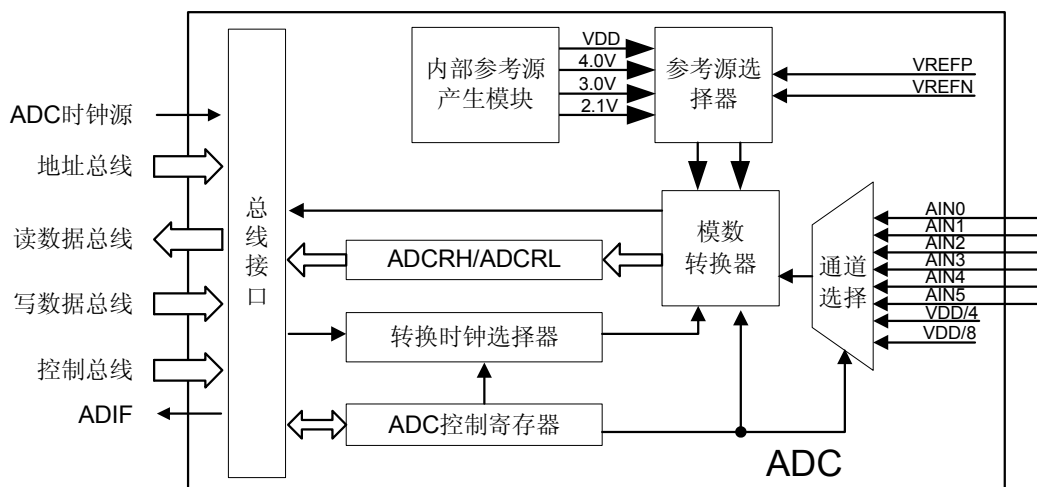 内部参考源
产生模块
VDD
4.0V
3.0V
2.1V
参考源选
择器
VREFP
VREFN
ADC时钟源
地址总线
读数据总线
写数据总线
控制总线
ADIF
总
线
接
口
ADCRH/ADCRL
转换时钟选择器
ADC控制寄存器
模数
转换器
通道
选择
AIN0
AIN1
AIN2
AIN3
AIN4
AIN5
VDD/4
VDD/8
ADC